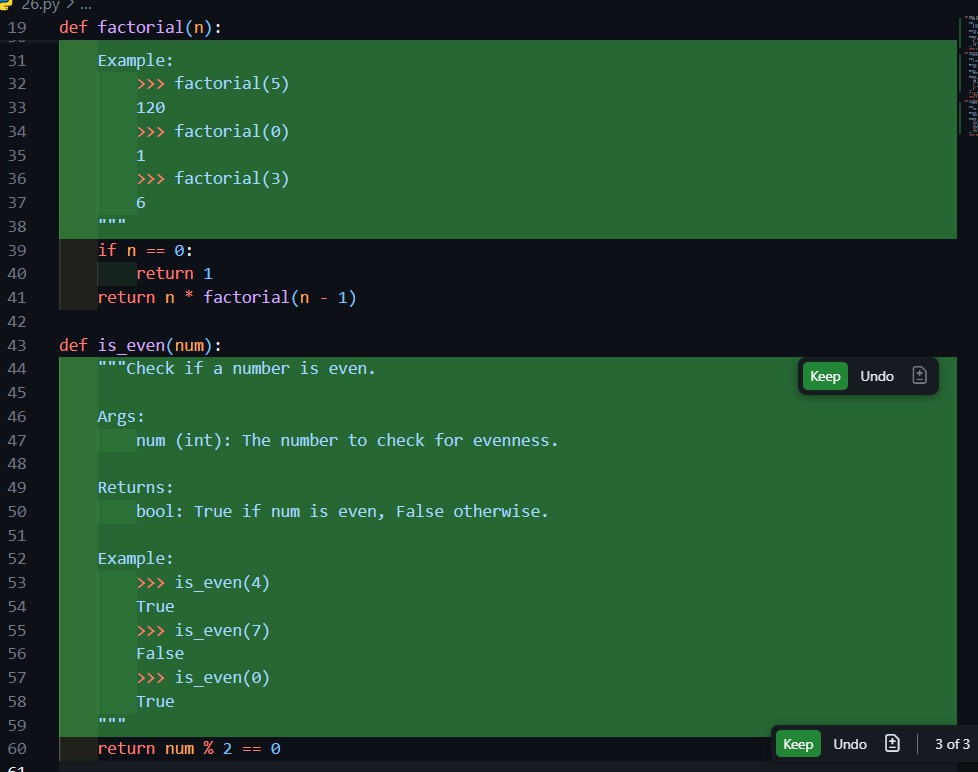 26.py > ...
19 def factorial(n):
31     Example:
32         >>> factorial(5)
33         120
34         >>> factorial(0)
35         1
36         >>> factorial(3)
37         6
38     """
39     if n == 0:
40         return 1
41     return n * factorial(n - 1)
42
43 def is_even(num):
44     """Check if a number is even.
Keep Undo
45
46     Args:
47         num (int): The number to check for evenness.
48
49     Returns:
50         bool: True if num is even, False otherwise.
51
52     Example:
53         >>> is_even(4)
54         True
55         >>> is_even(7)
56         False
57         >>> is_even(0)
58         True
59     """
60     return num % 2 == 0
Keep Undo 3 of 3
61